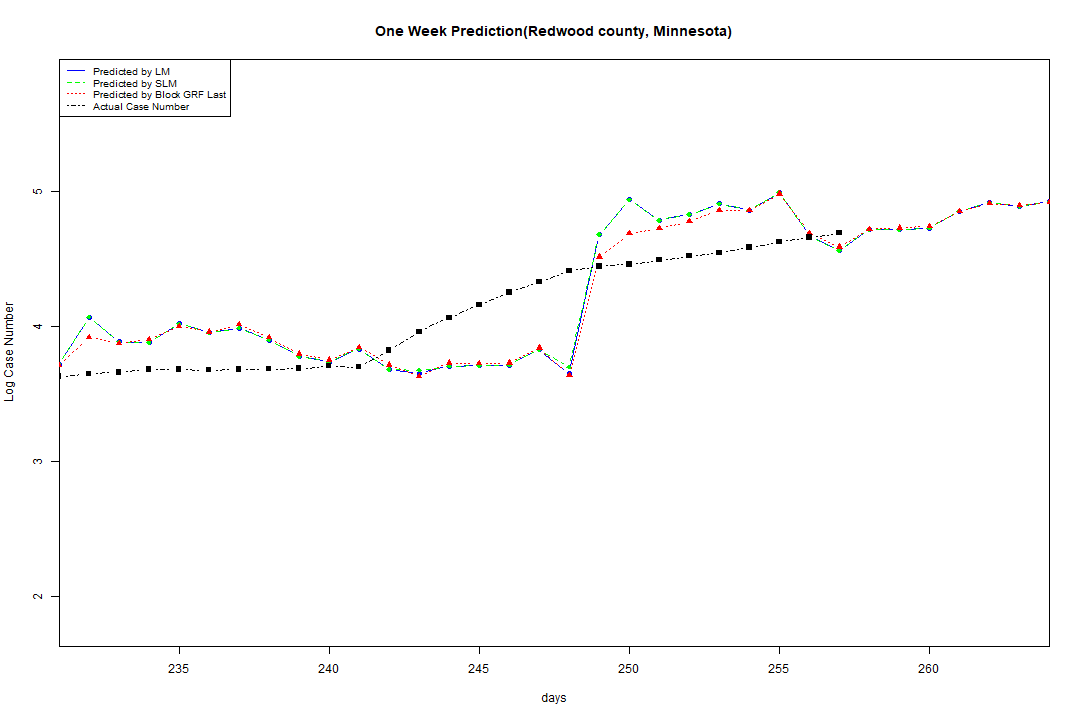 One Week Prediction(Redwood county, Minnesota)
Predicted by LM
Predicted by SLM
Predicted by Block GRF Last
Actual Case Number
5
4
3
2
Log Case Number
235 240 245 250 255 260
days